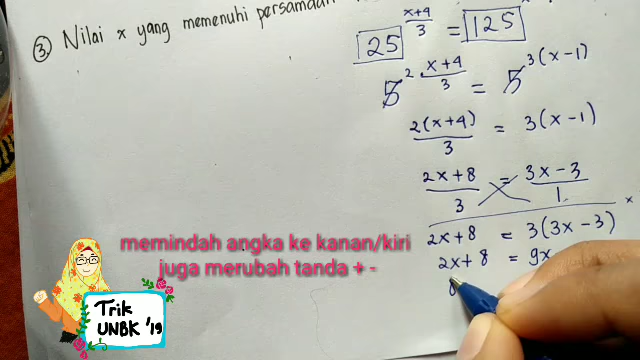 ③ Nilai x yang memenuhi persamaan
25^((x+4)/3) = 125^x
5^(2·(x+4)/3) = 5^(3(x-1))
2(x+4)/3 = 3(x-1)
(2x+8)/3 = (3x-3)/1
x
2x+8 = 3(3x-3)
2x+8 = 9x
8
memindah angka ke kanan/kiri
juga merubah tanda + -
Trik
UNBK '19